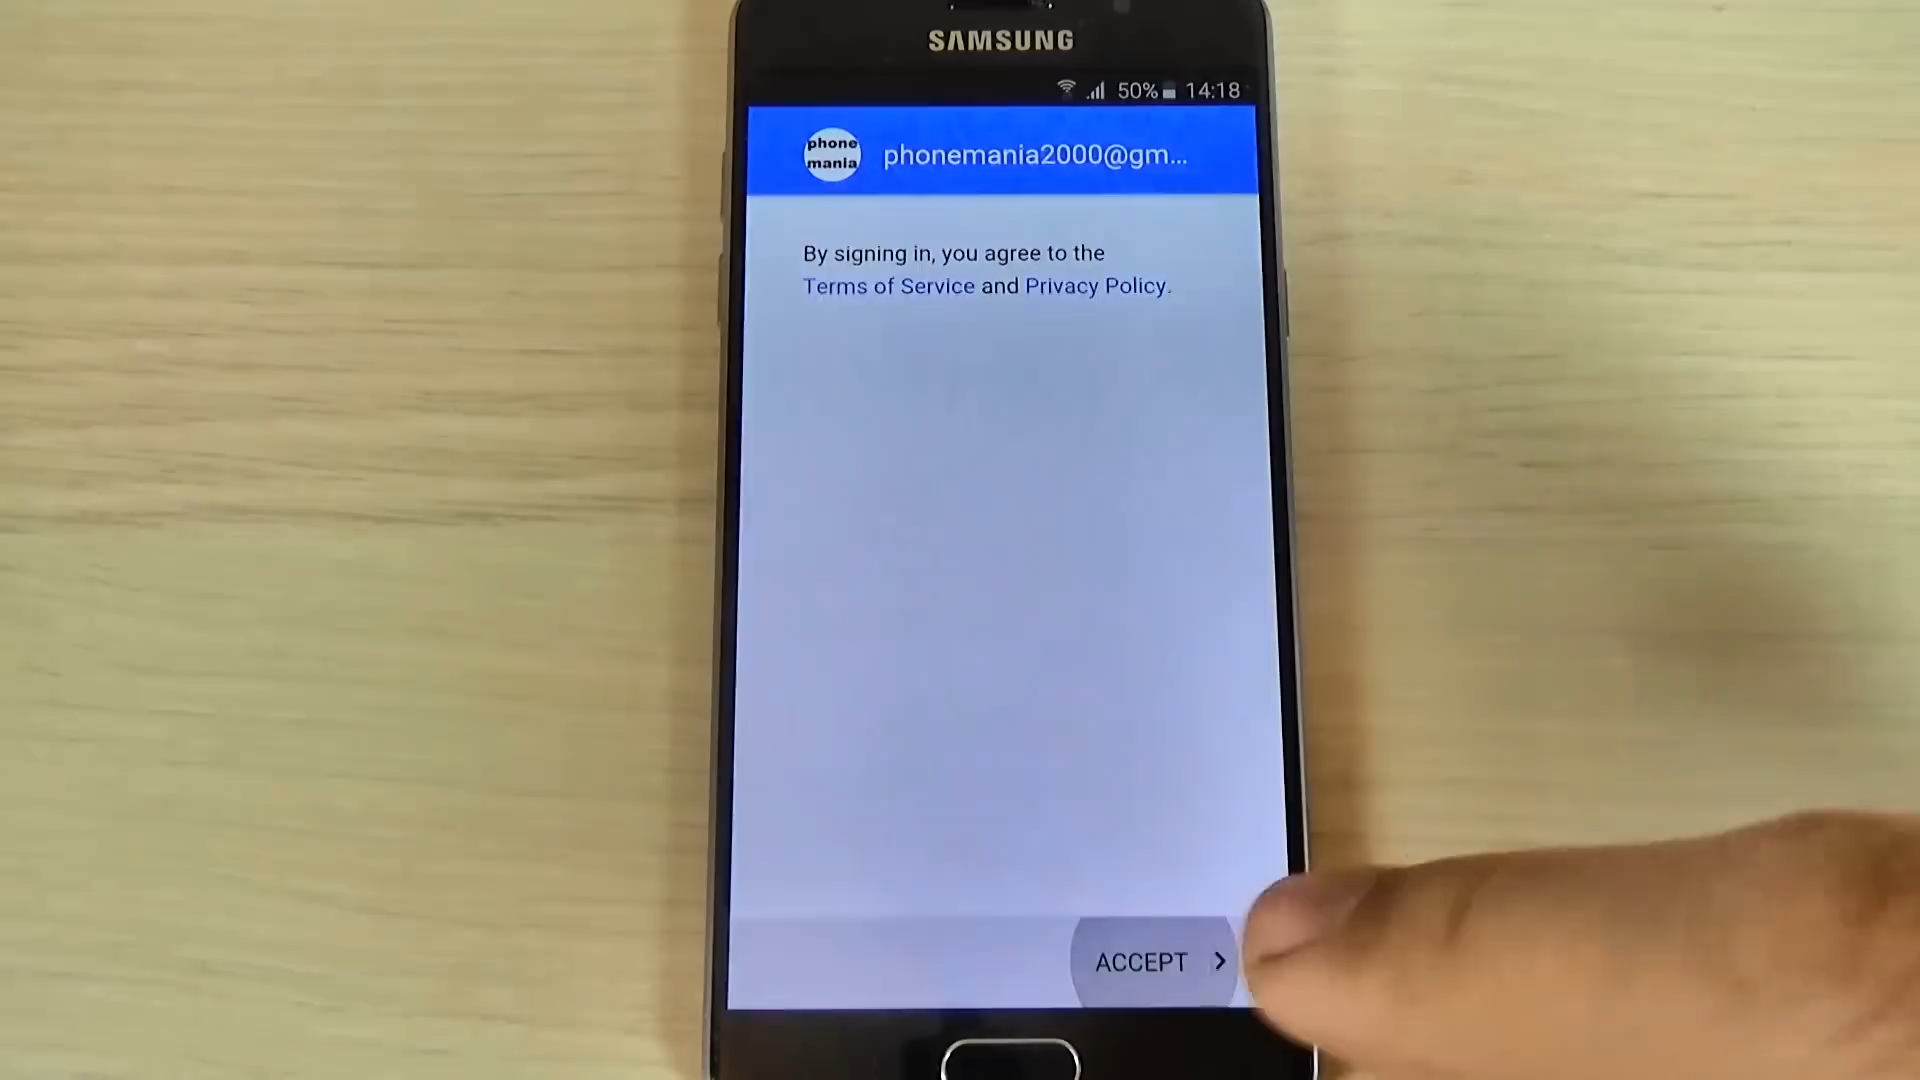 SAMSUNG
50% 14:18
phone
mania
phonemania2000@gm...
By signing in, you agree to the
Terms of Service and Privacy Policy.
ACCEPT